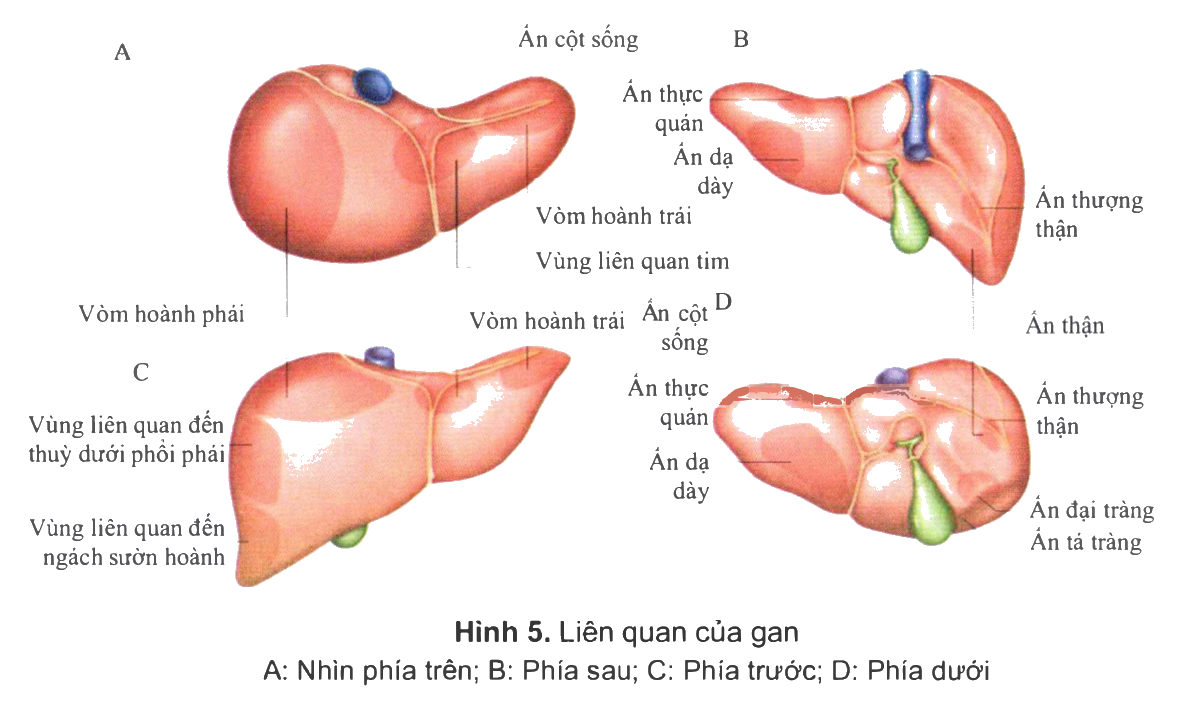 A
Ấn cột sống
B
Ấn thực
quản
Ấn dạ
dày
Ấn thượng
thận
Vòm hoành trái
Vùng liên quan tim
Vòm hoành phải
Vòm hoành trái
Ấn cột
sống
D
Ấn thận
C
Ấn thực
quản
Ấn thượng
thận
Vùng liên quan đến
thuỳ dưới phổi phải
Ấn dạ
dày
Vùng liên quan đến
ngách sườn hoành
Ấn đại tràng
Ấn tá tràng
Hình 5. Liên quan của gan
A: Nhìn phía trên; B: Phía sau; C: Phía trước; D: Phía dưới